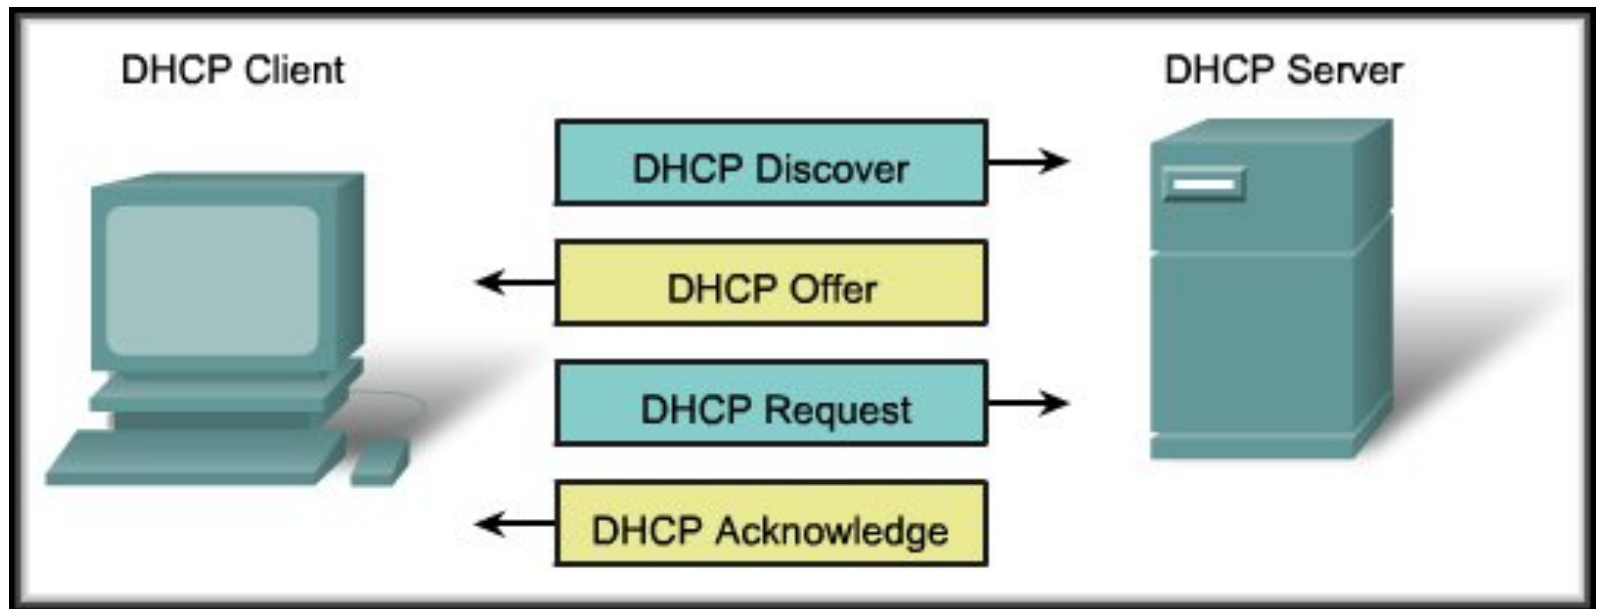 DHCP Client
DHCP Server
DHCP Discover
DHCP Offer
DHCP Request
DHCP Acknowledge